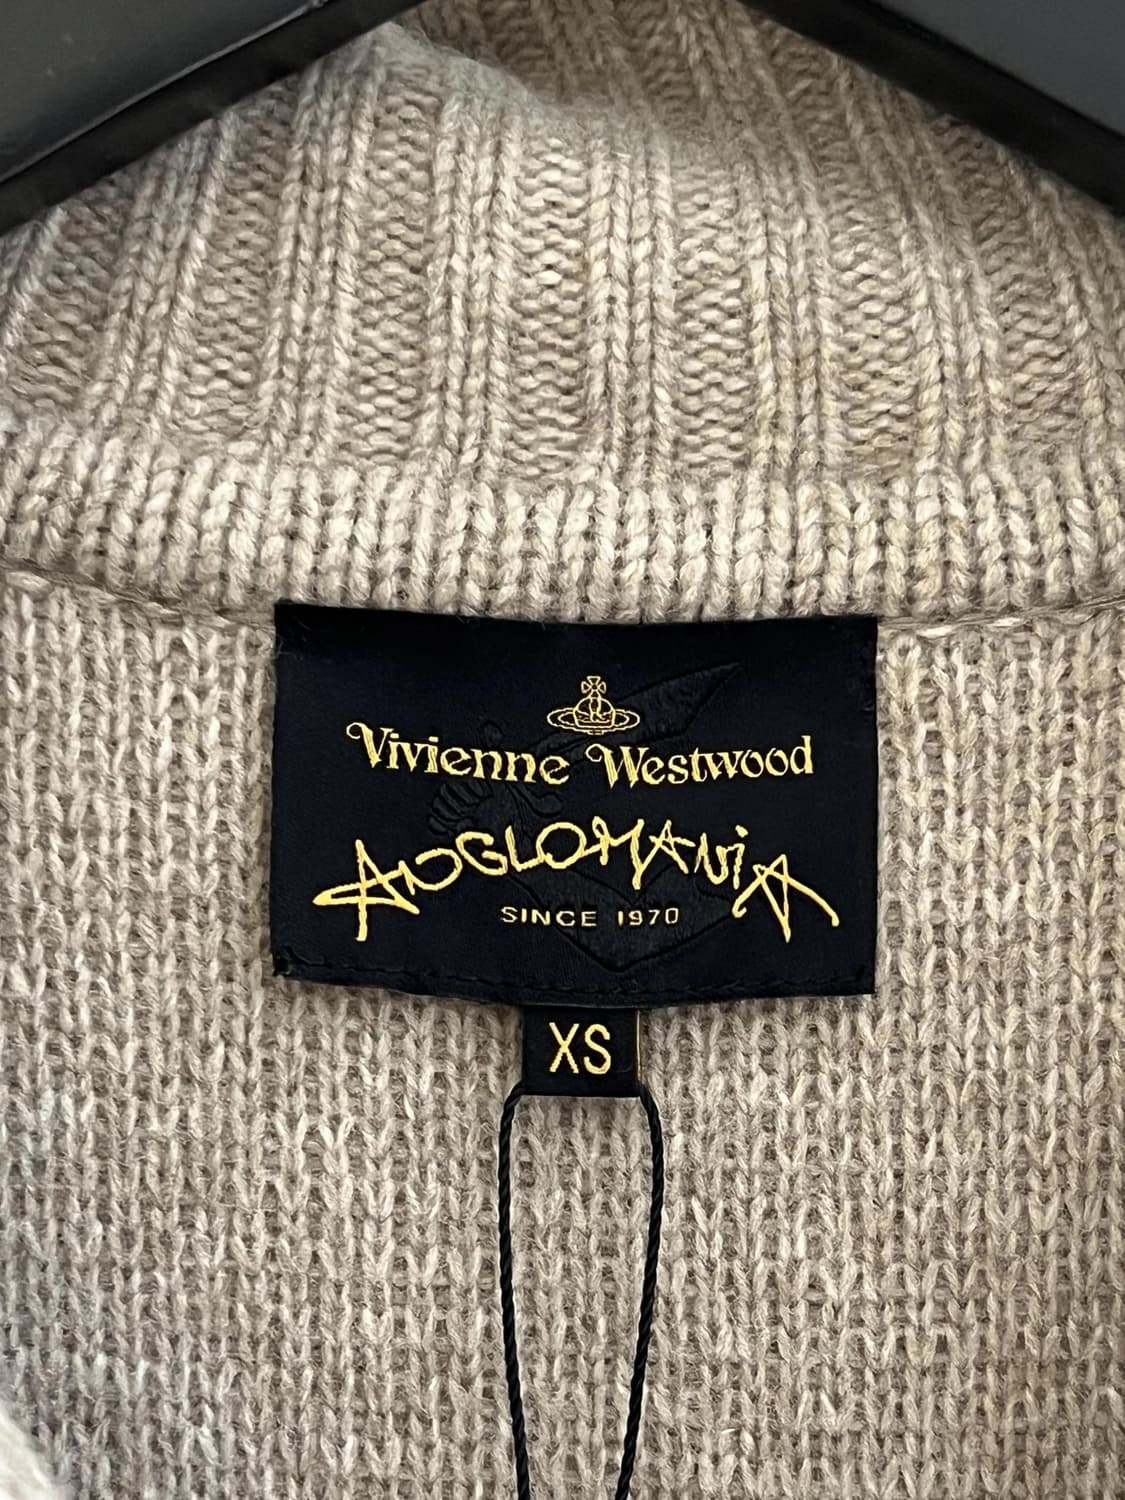 Vivienne Westwood
ANGLOMANiA
SINCE 1970
XS